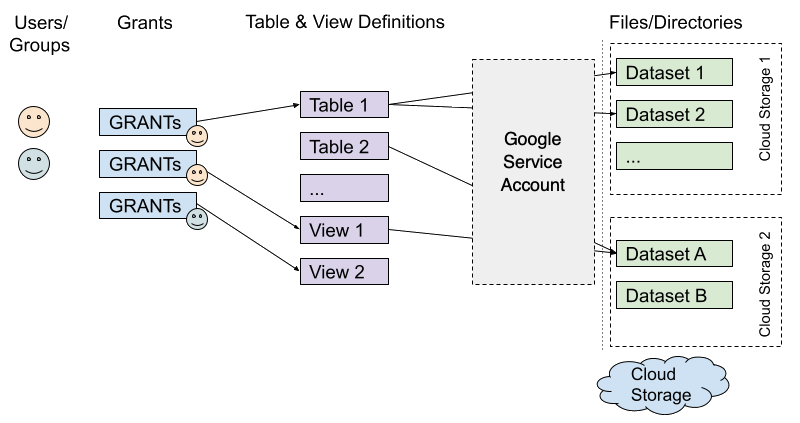 Users/
Groups
Grants
Table & View Definitions
Files/Directories
GRANTs
GRANTs
GRANTs
Table 1
Table 2
...
View 1
View 2
Google
Service
Account
Dataset 1
Dataset 2
...
Cloud Storage 1
Dataset A
Dataset B
Cloud Storage 2
Cloud
Storage